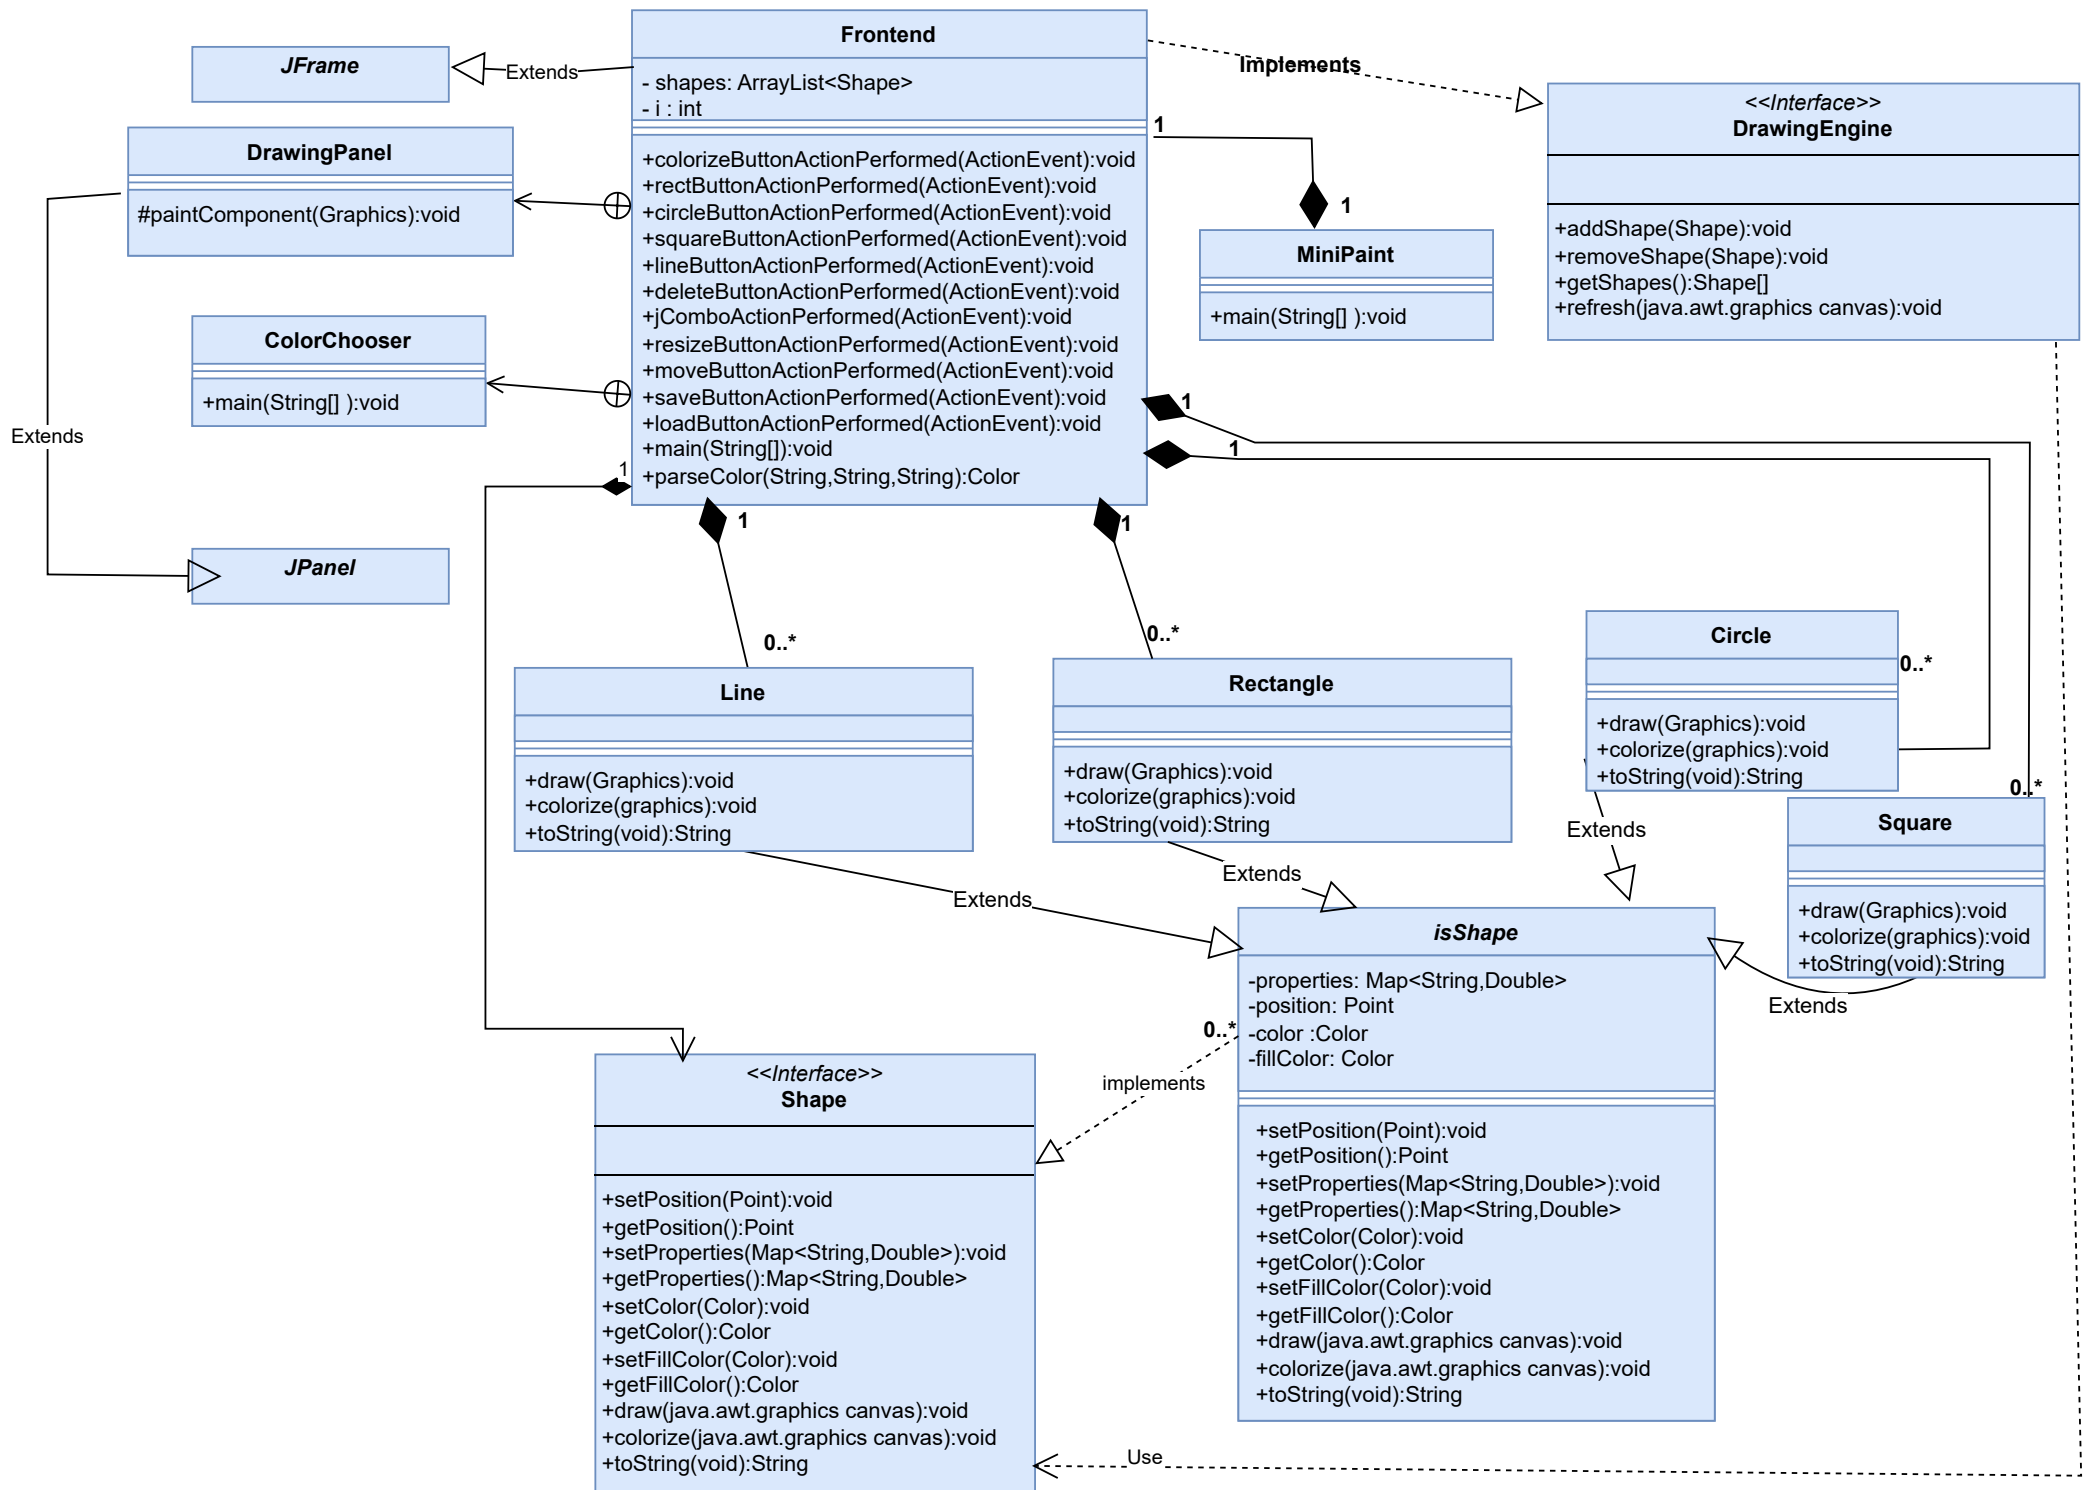 Frontend
- shapes: ArrayList<Shape>
- i : int
+colorizeButtonActionPerformed(ActionEvent):void
+rectButtonActionPerformed(ActionEvent):void
+circleButtonActionPerformed(ActionEvent):void
+squareButtonActionPerformed(ActionEvent):void
+lineButtonActionPerformed(ActionEvent):void
+deleteButtonActionPerformed(ActionEvent):void
+jComboActionPerformed(ActionEvent):void
+resizeButtonActionPerformed(ActionEvent):void
+moveButtonActionPerformed(ActionEvent):void
+saveButtonActionPerformed(ActionEvent):void
+loadButtonActionPerformed(ActionEvent):void
+main(String[]):void
+parseColor(String,String,String):Color
JFrame
Extends
Implements
<<Interface>>
DrawingEngine
+addShape(Shape):void
+removeShape(Shape):void
+getShapes():Shape[]
+refresh(java.awt.graphics canvas):void
DrawingPanel
#paintComponent(Graphics):void
1
1
MiniPaint
+main(String[] ):void
ColorChooser
+main(String[] ):void
Extends
JPanel
1
1
1
1
1
0..*
0..*
0..*
0..*
Line
+draw(Graphics):void
+colorize(graphics):void
+toString(void):String
Rectangle
+draw(Graphics):void
+colorize(graphics):void
+toString(void):String
Circle
+draw(Graphics):void
+colorize(graphics):void
+toString(void):String
Square
+draw(Graphics):void
+colorize(graphics):void
+toString(void):String
Extends
Extends
Extends
Extends
isShape
-properties: Map<String,Double>
-position: Point
-color :Color
-fillColor: Color
+setPosition(Point):void
+getPosition():Point
+setProperties(Map<String,Double>):void
+getProperties():Map<String,Double>
+setColor(Color):void
+getColor():Color
+setFillColor(Color):void
+getFillColor():Color
+draw(java.awt.graphics canvas):void
+colorize(java.awt.graphics canvas):void
+toString(void):String
0..*
implements
<<Interface>>
Shape
+setPosition(Point):void
+getPosition():Point
+setProperties(Map<String,Double>):void
+getProperties():Map<String,Double>
+setColor(Color):void
+getColor():Color
+setFillColor(Color):void
+getFillColor():Color
+draw(java.awt.graphics canvas):void
+colorize(java.awt.graphics canvas):void
+toString(void):String
Use